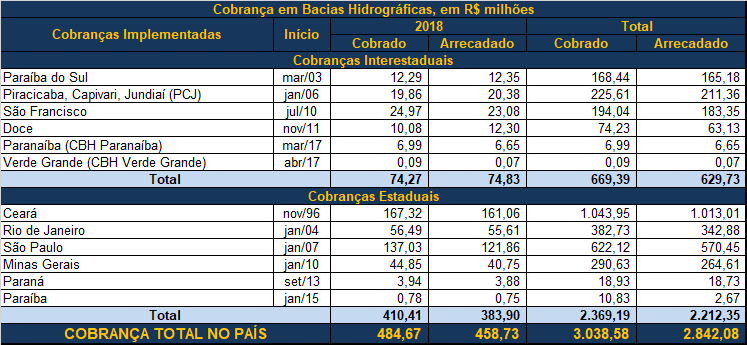 Cobrança em Bacias Hidrográficas, em R$ milhões
Cobranças Implementadas Início 2018 Total
Cobrado Arrecadado Cobrado Arrecadado
Cobranças Interestaduais
Paraíba do Sul mar/03 12,29 12,35 168,44 165,18
Piracicaba, Capivari, Jundiaí (PCJ) jan/06 19,86 20,38 225,61 211,36
São Francisco jul/10 24,97 23,08 194,04 183,35
Doce nov/11 10,08 12,30 74,23 63,13
Paranaíba (CBH Paranaíba) mar/17 6,99 6,65 6,99 6,65
Verde Grande (CBH Verde Grande) abr/17 0,09 0,07 0,09 0,07
Total 74,27 74,83 669,39 629,73
Cobranças Estaduais
Ceará nov/96 167,32 161,06 1.043,95 1.013,01
Rio de Janeiro jan/04 56,49 55,61 382,73 342,88
São Paulo jan/07 137,03 121,86 622,12 570,45
Minas Gerais jan/10 44,85 40,75 290,63 264,61
Paraná set/13 3,94 3,88 18,93 18,73
Paraíba jan/15 0,78 0,75 10,83 2,67
Total 410,41 383,90 2.369,19 2.212,35
COBRANÇA TOTAL NO PAÍS 484,67 458,73 3.038,58 2.842,08